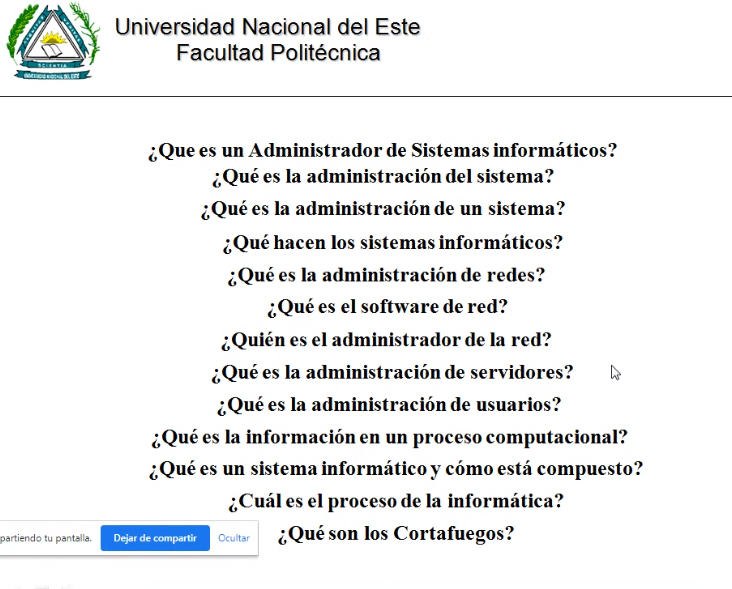 Universidad Nacional del Este
Facultad Politécnica
SCIENTIA
¿Que es un Administrador de Sistemas informáticos?
¿Qué es la administración del sistema?
¿Qué es la administración de un sistema?
¿Qué hacen los sistemas informáticos?
¿Qué es la administración de redes?
¿Qué es el software de red?
¿Quién es el administrador de la red?
¿Qué es la administración de servidores?
¿Qué es la administración de usuarios?
¿Qué es la información en un proceso computacional?
¿Qué es un sistema informático y cómo está compuesto?
¿Cuál es el proceso de la informática?
¿Qué son los Cortafuegos?
partiendo tu pantalla. Dejar de compartir Ocultar